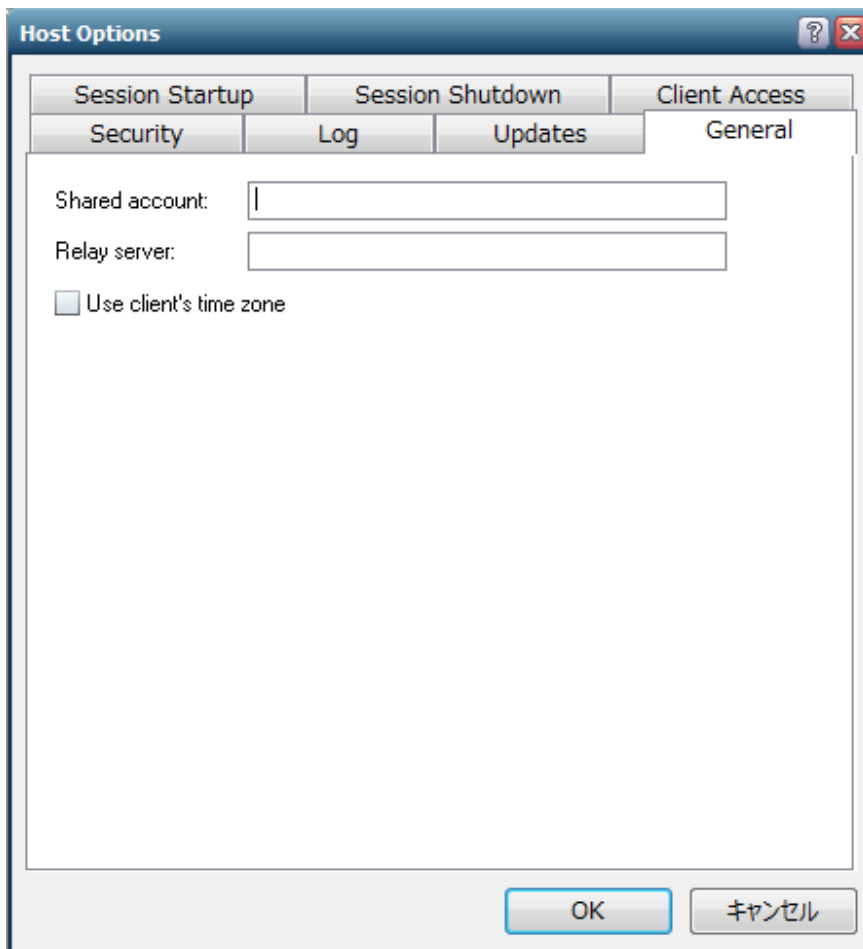 Host Options
Session Startup Session Shutdown Client Access
Security Log Updates General
Shared account:
Relay server:
Use client's time zone
OK キャンセル